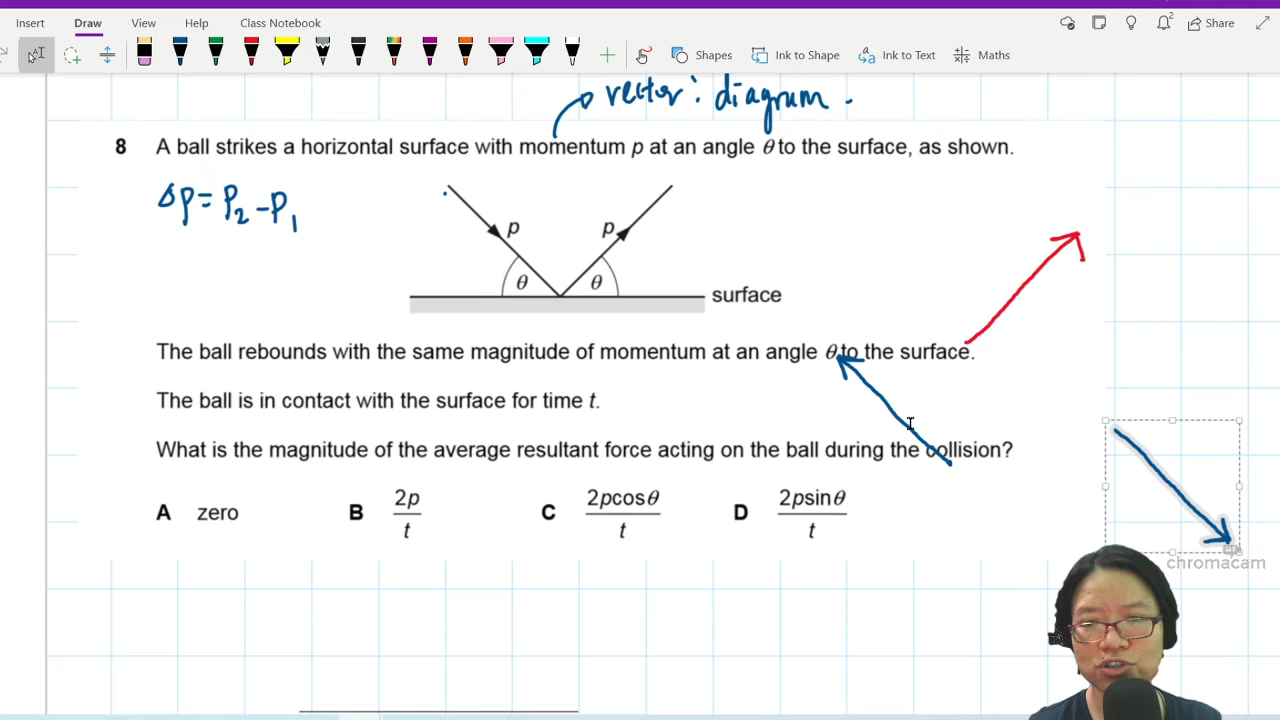 Insert Draw View Help Class Notebook
2 Share
Shapes Ink to Shape Ink to Text Maths
vector: diagram.
8 A ball strikes a horizontal surface with momentum p at an angle θ to the surface, as shown.
Δp = P₂ - P₁
p p
θ θ
surface
The ball rebounds with the same magnitude of momentum at an angle θ to the surface.
The ball is in contact with the surface for time t.
What is the magnitude of the average resultant force acting on the ball during the collision?
A zero B 2p/t C 2pcosθ/t D 2psinθ/t
chromacam